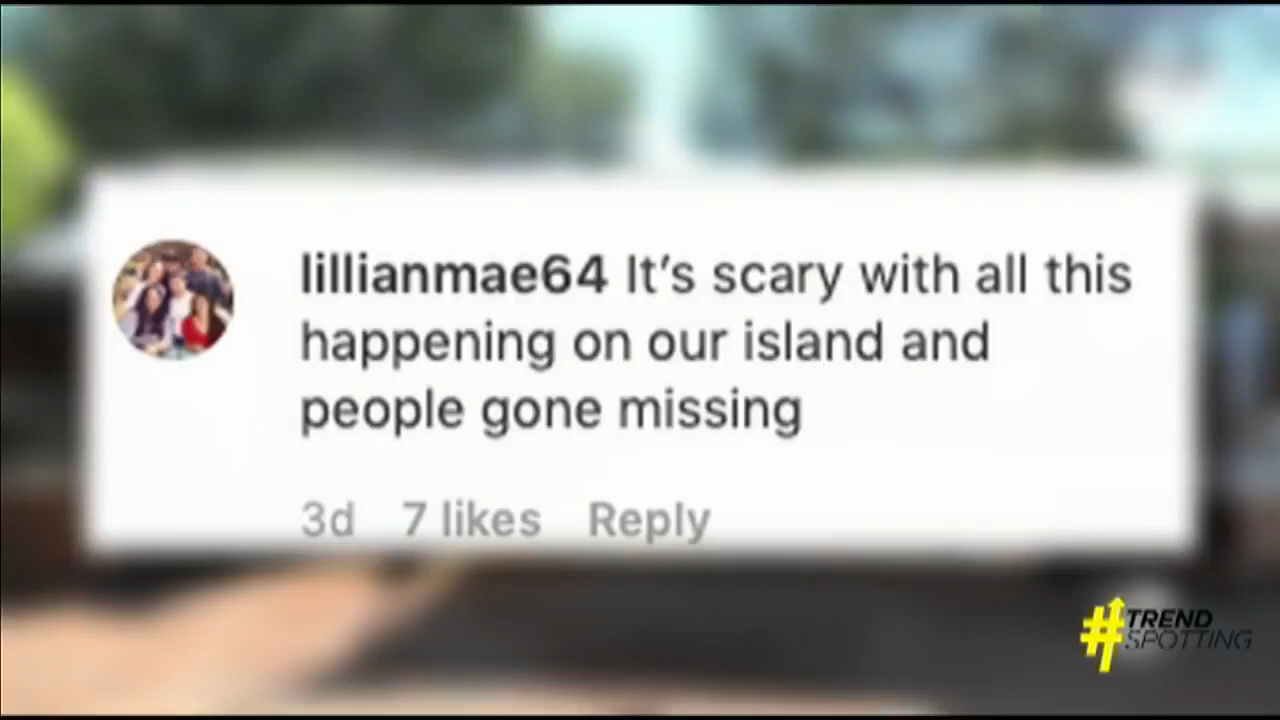 lillianmae64 It's scary with all this
happening on our island and
people gone missing
3d 7 likes Reply
#TREND
SPOTTING